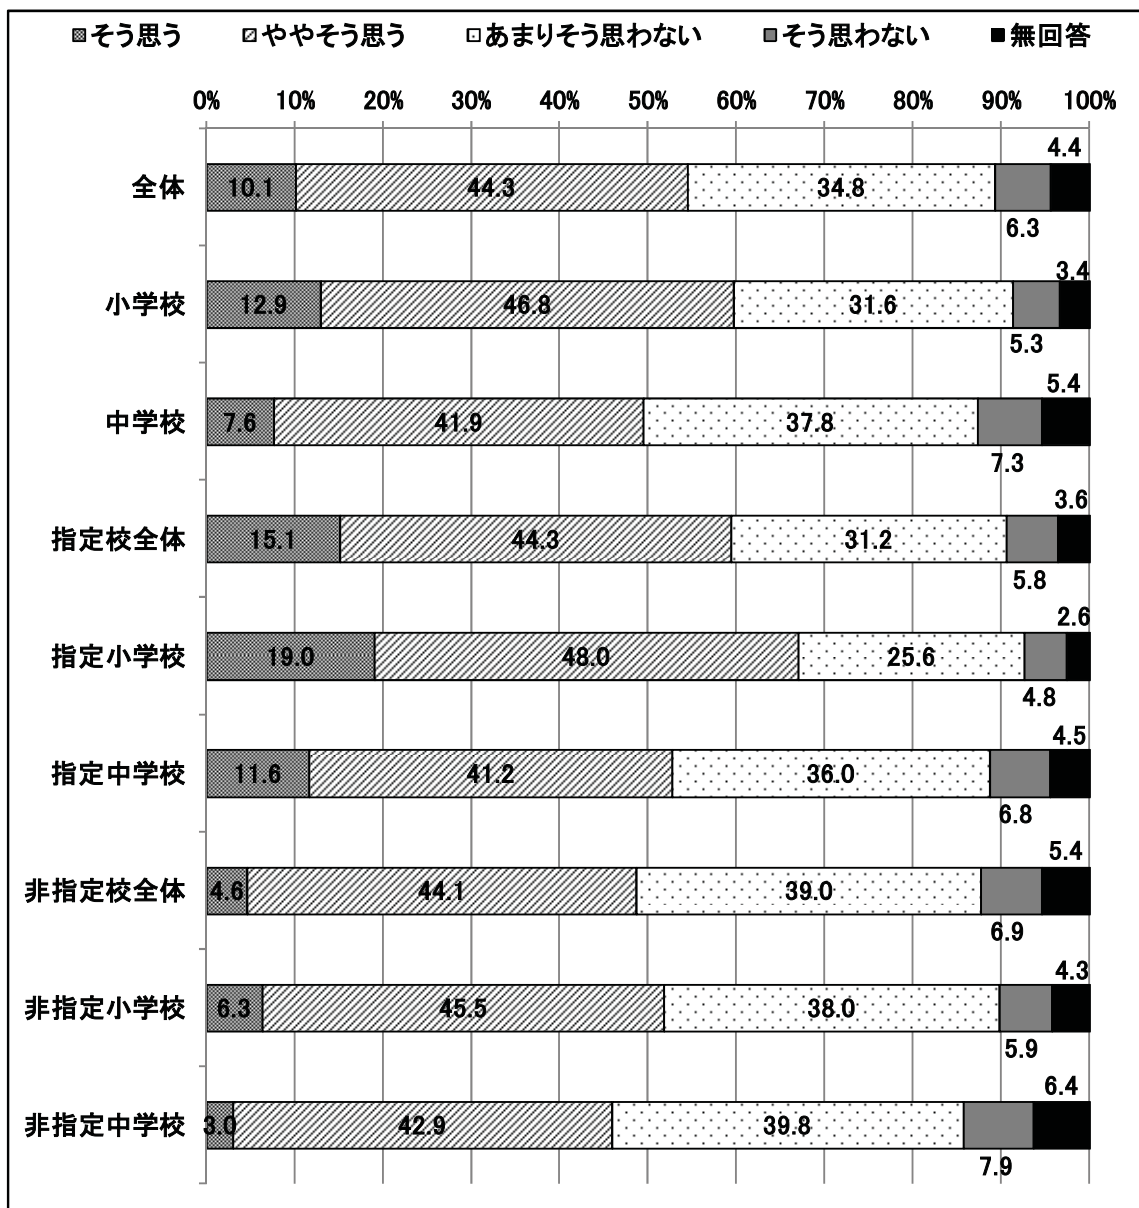 そう思う ややそう思う あまりそう思わない そう思わない 無回答
0% 10% 20% 30% 40% 50% 60% 70% 80% 90% 100%
4.4
全体 10.1 44.3 34.8
6.3
3.4
小学校 12.9 46.8 31.6
5.3
5.4
中学校 7.6 41.9 37.8
7.3
3.6
指定校全体 15.1 44.3 31.2
5.8
2.6
指定小学校 19.0 48.0 25.6
4.8
4.5
指定中学校 11.6 41.2 36.0
6.8
5.4
非指定校全体 4.6 44.1 39.0
6.9
4.3
非指定小学校 6.3 45.5 38.0
5.9
6.4
非指定中学校 3.0 42.9 39.8
7.9